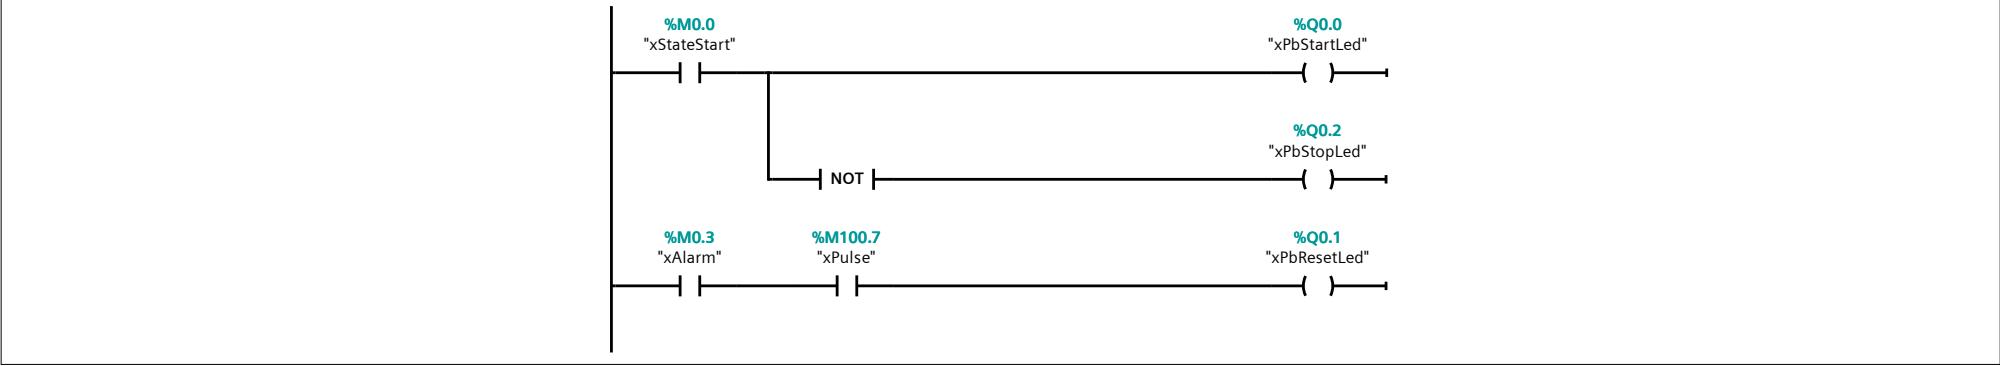 %M0.0
"xStateStart"
%Q0.0
"xPbStartLed"
%Q0.2
"xPbStopLed"
NOT
%M0.3
"xAlarm"
%M100.7
"xPulse"
%Q0.1
"xPbResetLed"